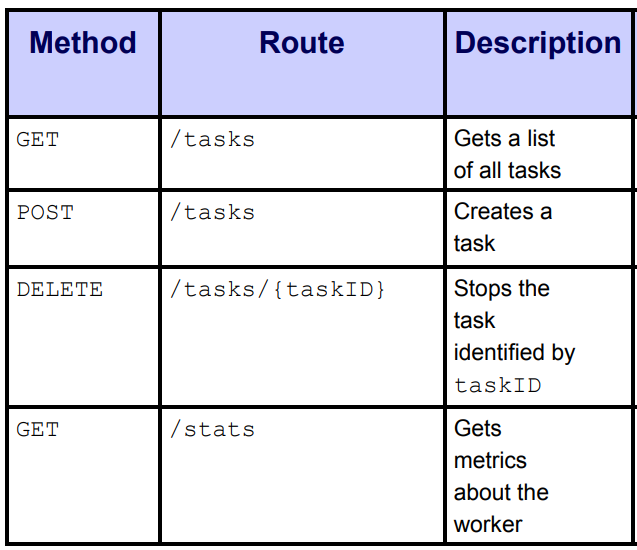 Method Route Description
GET /tasks Gets a list
of all tasks
POST /tasks Creates a
task
DELETE /tasks/{taskID} Stops the
task
identified by
taskID
GET /stats Gets
metrics
about the
worker